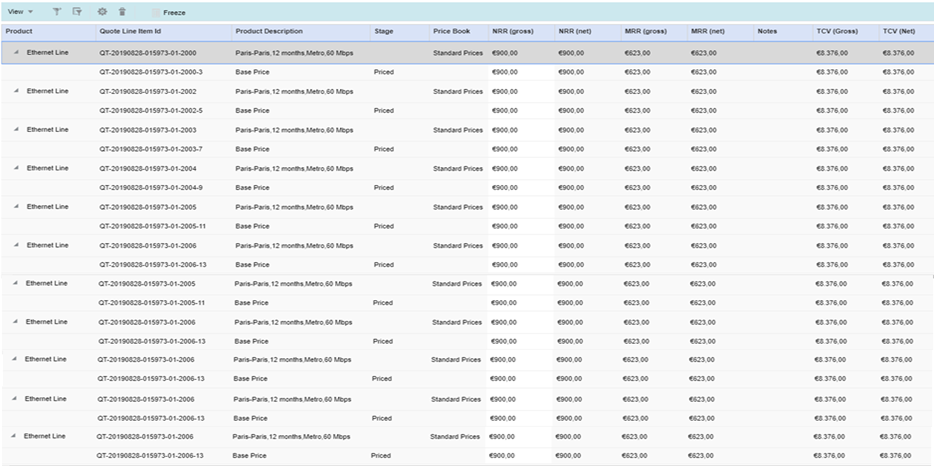 View Freeze
Product Quote Line Item Id Product Description Stage Price Book NRR (gross) NRR (net) MRR (gross) MRR (net) Notes TCV (Gross) TCV (Net)
Ethernet Line QT-20190828-015973-01-2000 Paris-Paris,12 months,Metro,60 Mbps Standard Prices €900,00 €900,00 €623,00 €623,00 €8.376,00 €8.376,00
QT-20190828-015973-01-2000-3 Base Price Priced €900,00 €900,00 €623,00 €623,00 €8.376,00 €8.376,00
Ethernet Line QT-20190828-015973-01-2002 Paris-Paris,12 months,Metro,60 Mbps Standard Prices €900,00 €900,00 €623,00 €623,00 €8.376,00 €8.376,00
QT-20190828-015973-01-2002-5 Base Price Priced €900,00 €900,00 €623,00 €623,00 €8.376,00 €8.376,00
Ethernet Line QT-20190828-015973-01-2003 Paris-Paris,12 months,Metro,60 Mbps Standard Prices €900,00 €900,00 €623,00 €623,00 €8.376,00 €8.376,00
QT-20190828-015973-01-2003-7 Base Price Priced €900,00 €900,00 €623,00 €623,00 €8.376,00 €8.376,00
Ethernet Line QT-20190828-015973-01-2004 Paris-Paris,12 months,Metro,60 Mbps Standard Prices €900,00 €900,00 €623,00 €623,00 €8.376,00 €8.376,00
QT-20190828-015973-01-2004-9 Base Price Priced €900,00 €900,00 €623,00 €623,00 €8.376,00 €8.376,00
Ethernet Line QT-20190828-015973-01-2005 Paris-Paris,12 months,Metro,60 Mbps Standard Prices €900,00 €900,00 €623,00 €623,00 €8.376,00 €8.376,00
QT-20190828-015973-01-2005-11 Base Price Priced €900,00 €900,00 €623,00 €623,00 €8.376,00 €8.376,00
Ethernet Line QT-20190828-015973-01-2006 Paris-Paris,12 months,Metro,60 Mbps Standard Prices €900,00 €900,00 €623,00 €623,00 €8.376,00 €8.376,00
QT-20190828-015973-01-2006-13 Base Price Priced €900,00 €900,00 €623,00 €623,00 €8.376,00 €8.376,00
Ethernet Line QT-20190828-015973-01-2005 Paris-Paris,12 months,Metro,60 Mbps Standard Prices €900,00 €900,00 €623,00 €623,00 €8.376,00 €8.376,00
QT-20190828-015973-01-2005-11 Base Price Priced €900,00 €900,00 €623,00 €623,00 €8.376,00 €8.376,00
Ethernet Line QT-20190828-015973-01-2006 Paris-Paris,12 months,Metro,60 Mbps Standard Prices €900,00 €900,00 €623,00 €623,00 €8.376,00 €8.376,00
QT-20190828-015973-01-2006-13 Base Price Priced €900,00 €900,00 €623,00 €623,00 €8.376,00 €8.376,00
Ethernet Line QT-20190828-015973-01-2006 Paris-Paris,12 months,Metro,60 Mbps Standard Prices €900,00 €900,00 €623,00 €623,00 €8.376,00 €8.376,00
QT-20190828-015973-01-2006-13 Base Price Priced €900,00 €900,00 €623,00 €623,00 €8.376,00 €8.376,00
Ethernet Line QT-20190828-015973-01-2006 Paris-Paris,12 months,Metro,60 Mbps Standard Prices €900,00 €900,00 €623,00 €623,00 €8.376,00 €8.376,00
QT-20190828-015973-01-2006-13 Base Price Priced €900,00 €900,00 €623,00 €623,00 €8.376,00 €8.376,00
Ethernet Line QT-20190828-015973-01-2006 Paris-Paris,12 months,Metro,60 Mbps Standard Prices €900,00 €900,00 €623,00 €623,00 €8.376,00 €8.376,00
QT-20190828-015973-01-2006-13 Base Price Priced €900,00 €900,00 €623,00 €623,00 €8.376,00 €8.376,00